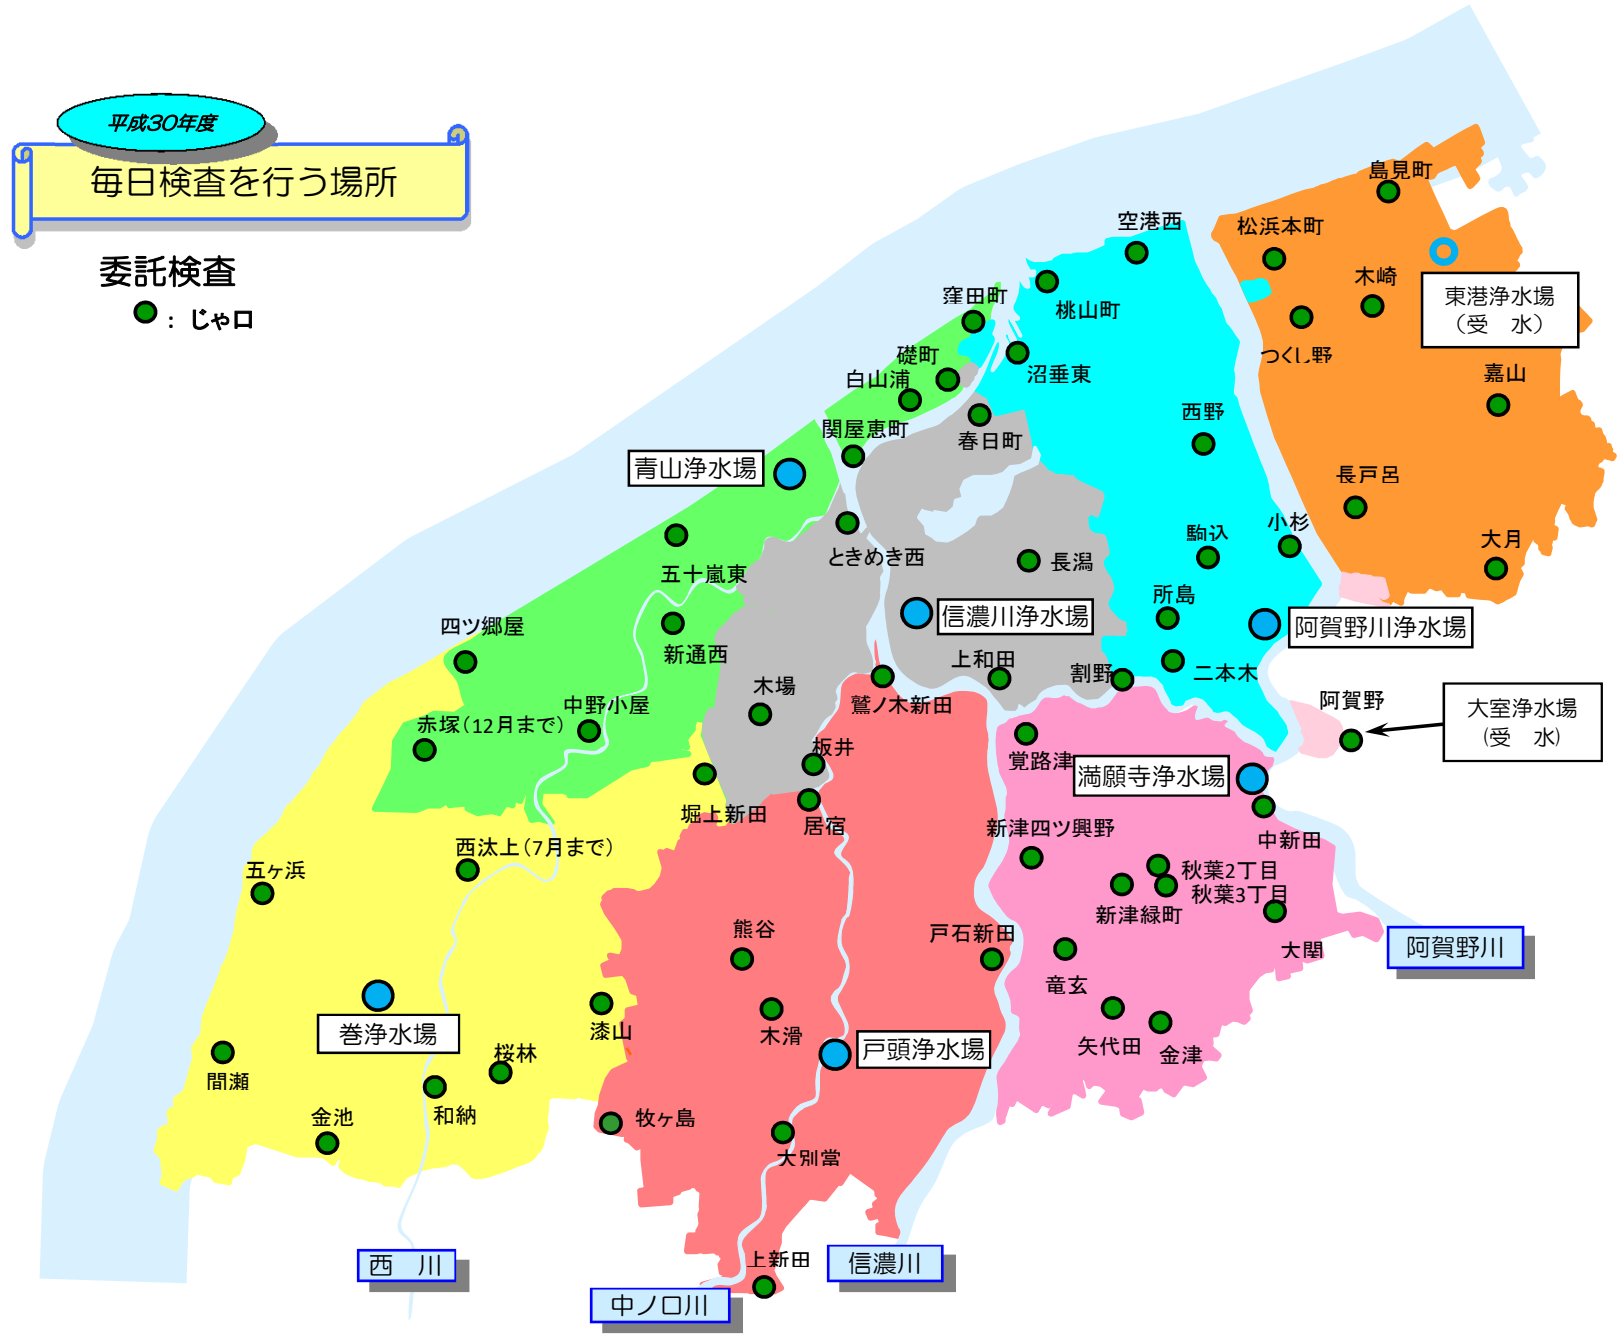 平成30年度
毎日検査を行う場所
委託検査
：じゃ口
島見町
松浜本町
空港西
木崎
東港浄水場
（受　水）
窪田町
桃山町
つくし野
礎町
沼垂東
白山浦
嘉山
関屋恵町
春日町
西野
青山浄水場
長戸呂
小杉
駒込
ときめき西
大月
長潟
五十嵐東
所島
信濃川浄水場
阿賀野川浄水場
四ツ郷屋
新通西
上和田
割野
二本木
木場
鷲ノ木新田
阿賀野
大室浄水場
(受　水)
中野小屋
赤塚（12月まで）
板井
覚路津
満願寺浄水場
堀上新田
居宿
新津四ツ興野
中新田
西汰上（7月まで）
五ヶ浜
秋葉2丁目
秋葉3丁目
新津緑町
熊谷
戸石新田
大関
阿賀野川
竜玄
巻浄水場
漆山
木滑
戸頭浄水場
矢代田
金津
桜林
間瀬
金池
和納
牧ヶ島
大別當
西　川
上新田
信濃川
中ノ口川